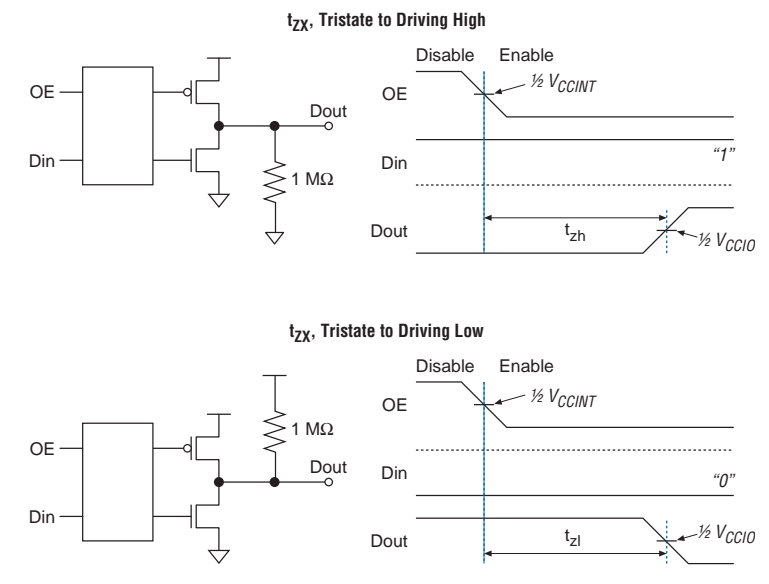 tZX, Tristate to Driving High
Disable Enable
OE
½ VCCINT
OE
Dout
Din
"1"
Din
1 MΩ
Dout
tzh
½ VCCIO
tZX, Tristate to Driving Low
Disable Enable
½ VCCINT
OE
1 MΩ
OE
Dout
Din
"0"
Din
½ VCCIO
Dout
tzl